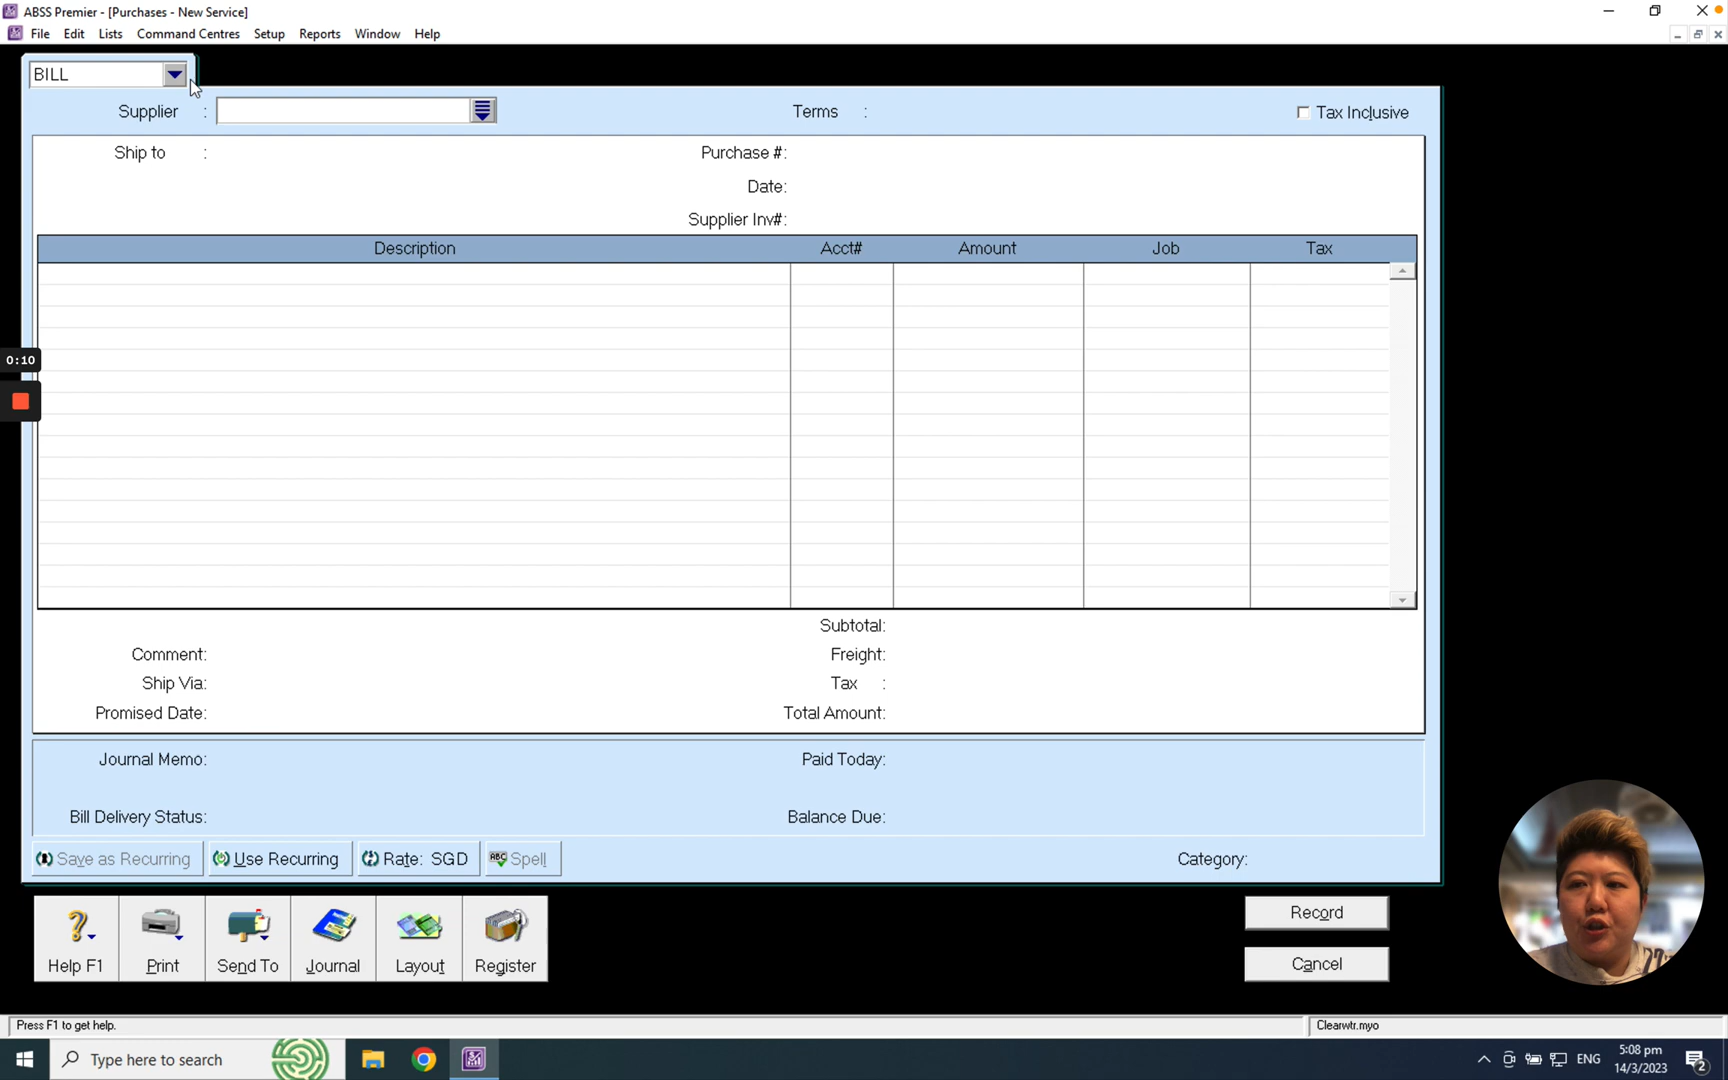 ABSS Premier - [Purchases - New Service]
File Edit Lists Command Centres Setup Reports Window Help
BILL
Supplier :
Terms :
Tax Inclusive
Ship to :
Purchase #:
Date:
Supplier Inv#:
Description Acct# Amount Job Tax
0:10
Subtotal:
Comment:
Freight:
Ship Via:
Tax :
Promised Date:
Total Amount:
Journal Memo:
Paid Today:
Bill Delivery Status:
Balance Due:
Save as Recurring
Use Recurring
Rate: SGD
ABC Spell
Category:
Help F1
Print
Send To
Journal
Layout
Register
Record
Cancel
Press F1 to get help.
Clearwtr.myo
Type here to search
ENG
5:08 pm
14/3/2023
2